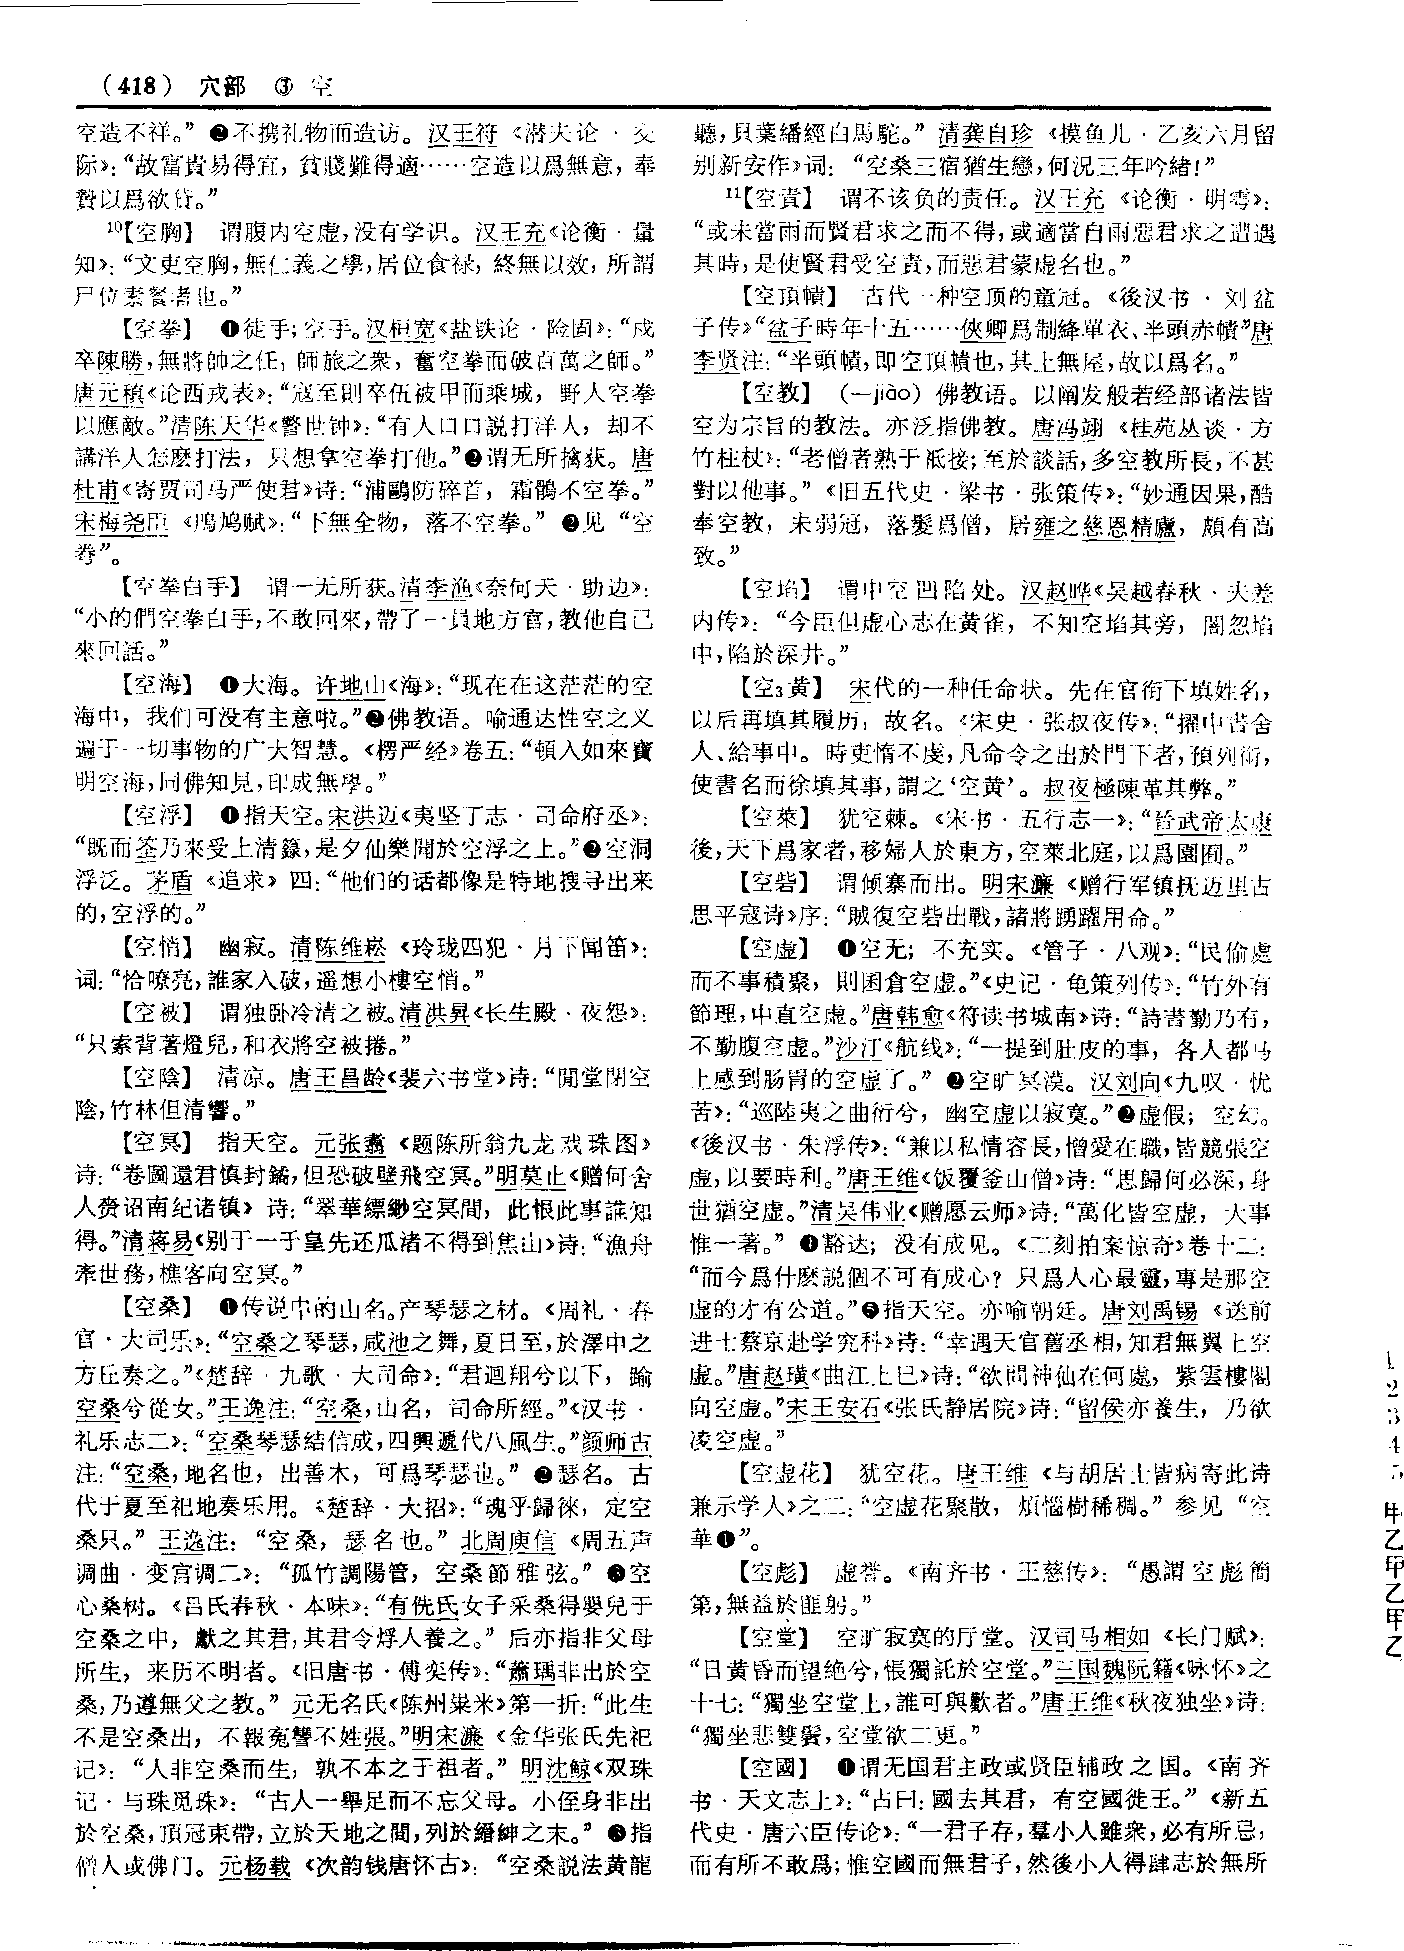 （418） 穴部 ③ 空
空造不祥。”❷不携礼物而造访。汉王符《潜夫论·交
际》：“故富貴易得宜，貧賤難得適……空造以爲無意，奉
贄以爲欲貸。”
10【空胸】 谓腹内空虚，没有学识。汉王充《论衡·量
知》：“文吏空胸，無仁義之學，居位食禄，終無以效，所謂
尸位素餐者也。”
【空拳】 ❶徒手；空手。汉桓宽《盐铁论·险固》：“戍
卒陳勝，無將帥之任，師旅之衆，奮空拳而破百萬之師。”
唐元稹《论西戎表》：“寇至則卒伍被甲而乘城，野人空拳
以應敵。”清陈天华《警世钟》：“有人口口説打洋人，却不
講洋人怎麽打法，只想拿空拳打他。”❷谓无所擒获。唐
杜甫《寄贾司马严使君》诗：“浦鷗防碎首，霜鶻不空拳。”
宋梅尧臣《鳲鸠赋》：“下無全物，落不空拳。”❸见“空
弮”。
【空拳白手】 谓一无所获。清李渔《奈何天·助边》：
“小的們空拳白手，不敢回來，帶了一員地方官，教他自己
來回話。”
【空海】 ❶大海。许地山《海》：“现在在这茫茫的空
海中，我们可没有主意啦。”❷佛教语。喻通达性空之义
遍于一切事物的广大智慧。《楞严经》卷五：“頓入如來寶
明空海，同佛知見，印成無學。”
【空浮】 ❶指天空。宋洪迈《夷坚丁志·司命府丞》：
“既而筌乃來受上清籙，是夕仙樂聞於空浮之上。”❷空洞
浮泛。茅盾《追求》四：“他们的话都像是特地搜寻出来
的，空浮的。”
【空悄】 幽寂。清陈维崧《玲珑四犯·月下闻笛》：
词：“恰嘹亮，誰家入破，遥想小樓空悄。”
【空被】 谓独卧冷清之被。清洪昇《长生殿·夜怨》：
“只索背著燈兒，和衣將空被捲。”
【空陰】 清凉。唐王昌龄《裴六书堂》诗：“閒堂閉空
陰，竹林但清響。”
【空冥】 指天空。元张翥《题陈所翁九龙戏珠图》
诗：“卷圖還君慎封鐍，但恐破壁飛空冥。”明莫止《赠何舍
人赍诏南纪诸镇》诗：“翠華縹緲空冥間，此恨此事誰知
得。”清蒋易《别于一于皇先还瓜渚不得到焦山》诗：“漁舟
牽世務，樵客向空冥。”
【空桑】 ❶传说中的山名。产琴瑟之材。《周礼·春
官·大司乐》：“空桑之琴瑟，咸池之舞，夏日至，於澤中之
方丘奏之。”《楚辞·九歌·大司命》：“君迴翔兮以下，踰
空桑兮從女。”王逸注：“空桑，山名，司命所經。”《汉书·
礼乐志二》：“空桑琴瑟結信成，四興遞代八風生。”颜师古
注：“空桑，地名也，出善木，可爲琴瑟也。”❷瑟名。古
代于夏至祀地奏乐用。《楚辞·大招》：“魂乎歸徠，定空
桑只。”王逸注：“空桑，瑟名也。”北周庾信《周五声
调曲·变宫调二》：“孤竹調陽管，空桑節雅弦。”❸空
心桑树。《吕氏春秋·本味》：“有侁氏女子采桑得嬰兒于
空桑之中，獻之其君，其君令烰人養之。”后亦指非父母
所生，来历不明者。《旧唐书·傅奕传》：“蕭瑀非出於空
桑，乃遵無父之教。”元无名氏《陈州粜米》第一折：“此生
不是空桑出，不報冤讐不姓張。”明宋濂《金华张氏先祀
记》：“人非空桑而生，孰不本之于祖者。”明沈鲸《双珠
记·与珠觅珠》：“古人一舉足而不忘父母。小侄身非出
於空桑，頂冠束帶，立於天地之間，列於縉紳之末。”❹指
僧人或佛门。元杨载《次韵钱唐怀古》：“空桑説法黄龍
聽，貝葉繙經白馬駝。”清龚自珍《摸鱼儿·乙亥六月留
别新安作》词：“空桑三宿猶生戀，何況三年吟緒！”
11【空責】 谓不该负的责任。汉王充《论衡·明雩》：
“或未當雨而賢君求之而不得，或適當自雨惡君求之遭遇
其時，是使賢君受空責，而惡君蒙虚名也。”
【空頂幘】 古代一种空顶的童冠。《後汉书·刘盆
子传》“盆子時年十五……俠卿爲制絳單衣、半頭赤幘”唐
李贤注：“半頭幘，即空頂幘也，其上無屋，故以爲名。”
【空教】 （—jiào）佛教语。以阐发般若经部诸法皆
空为宗旨的教法。亦泛指佛教。唐冯翊《桂苑丛谈·方
竹柱杖》：“老僧者熟于祗接；至於談話，多空教所長，不甚
對以他事。”《旧五代史·梁书·张策传》：“妙通因果，酷
奉空教，未弱冠，落髮爲僧，居雍之慈恩精廬，頗有高
致。”
【空埳】 谓中空凹陷处。汉赵晔《吴越春秋·夫差
内传》：“今臣但虚心志在黄雀，不知空埳其旁，闇忽埳
中，陷於深井。”
【空₃黄】 宋代的一种任命状。先在官衔下填姓名，
以后再填其履历，故名。《宋史·张叔夜传》：“擢中書舍
人、給事中。時吏惰不虔，凡命令之出於門下者，預列銜，
使書名而徐填其事，謂之‘空黄’。叔夜極陳革其弊。”
【空萊】 犹空棘。《宋书·五行志一》：“晉武帝太康
後，天下爲家者，移婦人於東方，空萊北庭，以爲園囿。”
【空砦】 谓倾寨而出。明宋濂《赠行军镇抚迈里古
思平寇诗》序：“賊復空砦出戰，諸將踴躍用命。”
【空虚】 ❶空无；不充实。《管子·八观》：“民偷處
而不事積聚，則囷倉空虚。”《史记·龟策列传》：“竹外有
節理，中直空虚。”唐韩愈《符读书城南》诗：“詩書勤乃有，
不勤腹空虚。”沙汀《航线》：“一提到肚皮的事，各人都马
上感到肠胃的空虚了。”❷空旷冥漠。汉刘向《九叹·忧
苦》：“巡陸夷之曲衍兮，幽空虚以寂寞。”❸虚假；空幻。
《後汉书·朱浮传》：“兼以私情容長，憎愛在職，皆競張空
虚，以要時利。”唐王维《饭覆釜山僧》诗：“思歸何必深，身
世猶空虚。”清吴伟业《赠愿云师》诗：“萬化皆空虚，大事
惟一著。”❹豁达；没有成见。《二刻拍案惊奇》卷十二：
“而今爲什麽説個不可有成心？只爲人心最靈，專是那空
虚的才有公道。”❺指天空。亦喻朝廷。唐刘禹锡《送前
进士蔡京赴学究科》诗：“幸遇天官舊丞相，知君無翼上空
虚。”唐赵璜《曲江上巳》诗：“欲問神仙在何處，紫雲樓閣
向空虚。”宋王安石《张氏静居院》诗：“留侯亦養生，乃欲
凌空虚。”
【空虚花】 犹空花。唐王维《与胡居士皆病寄此诗
兼示学人》之二：“空虚花聚散，煩惱樹稀稠。”参见“空
華❶”。
【空彪】 虚誉。《南齐书·王慈传》：“愚謂空彪簡
第，無益於匪躬。”
【空堂】 空旷寂寞的厅堂。汉司马相如《长门赋》：
“日黄昏而望絶兮，悵獨託於空堂。”三国魏阮籍《咏怀》之
十七：“獨坐空堂上，誰可與歡者。”唐王维《秋夜独坐》诗：
“獨坐悲雙鬢，空堂欲二更。”
【空國】 ❶谓无国君主政或贤臣辅政之国。《南齐
书·天文志上》：“占曰：國去其君，有空國徙王。”《新五
代史·唐六臣传论》：“一君子存，羣小人雖衆，必有所忌，
而有所不敢爲；惟空國而無君子，然後小人得肆志於無所
1
2
3
4
5
甲
乙
甲
乙
甲
乙